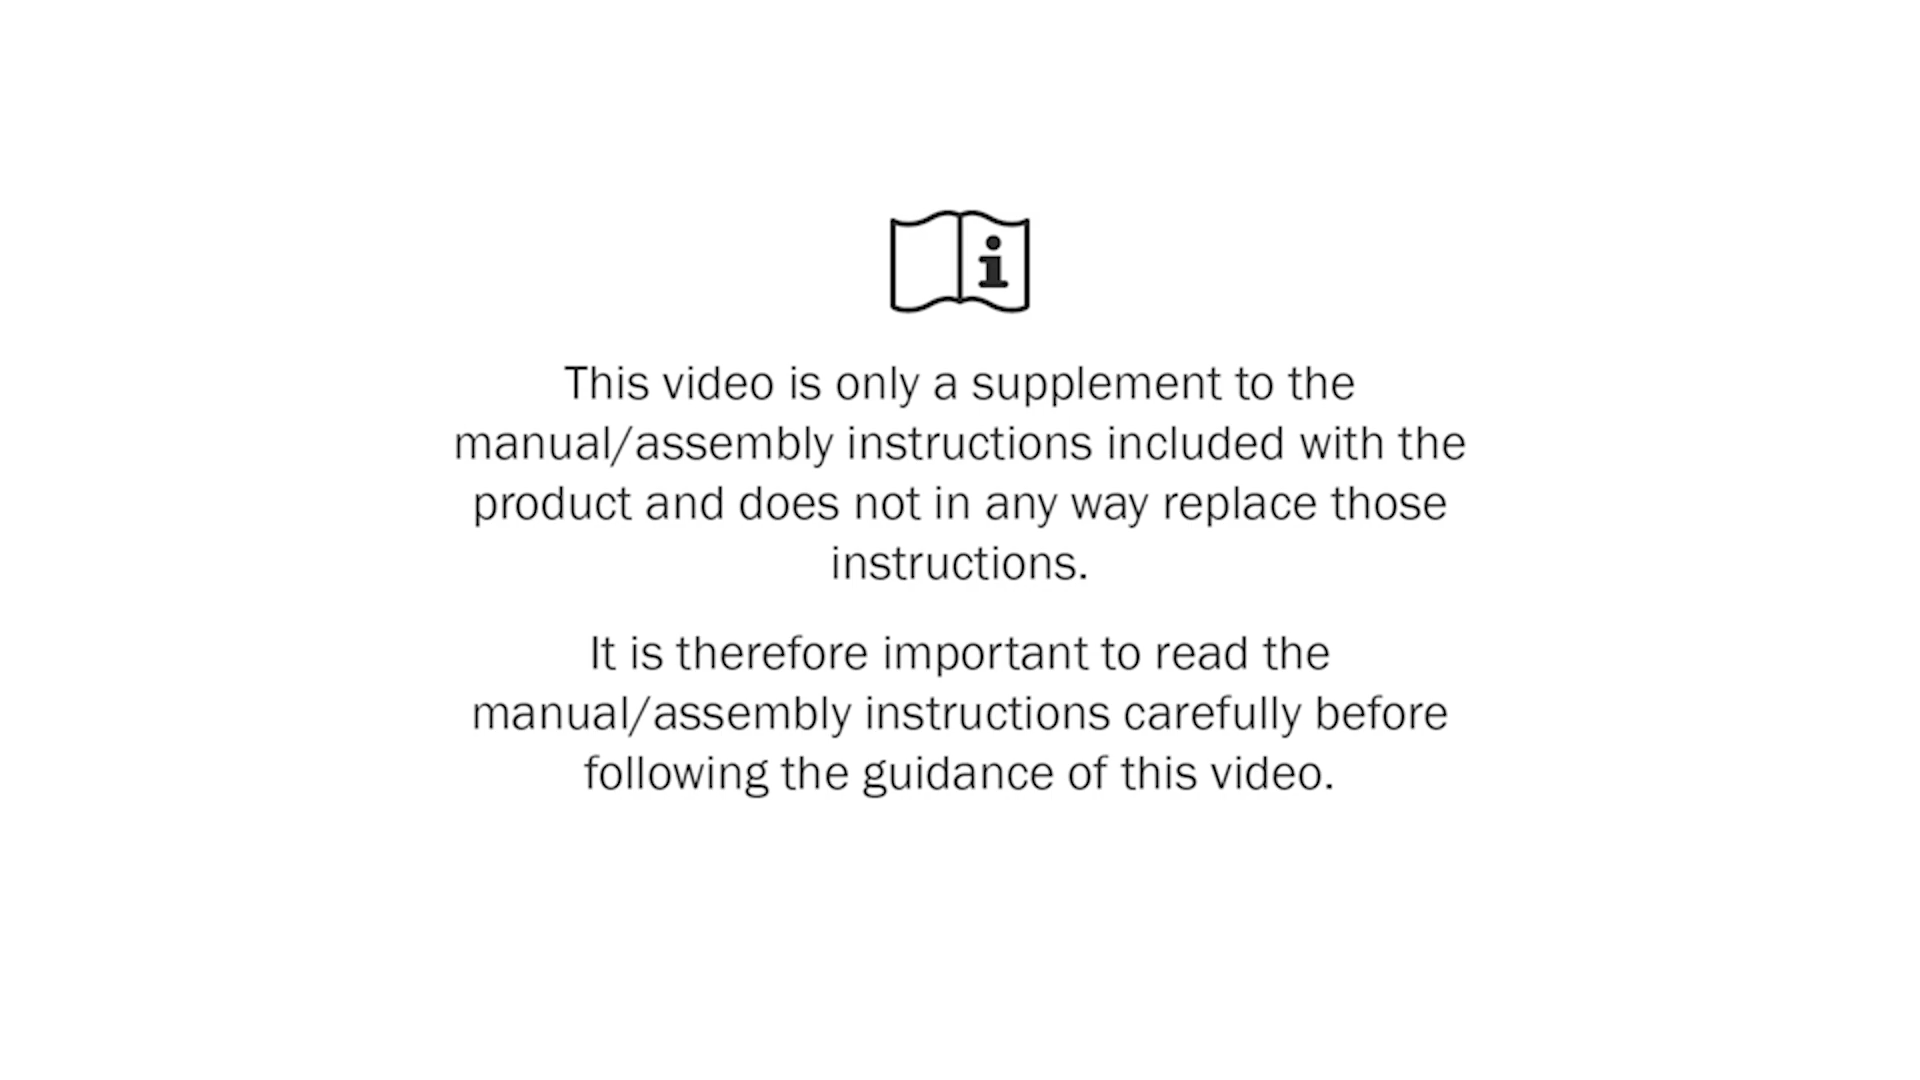 This video is only a supplement to the
manual/assembly instructions included with the
product and does not in any way replace those
instructions.
It is therefore important to read the
manual/assembly instructions carefully before
following the guidance of this video.